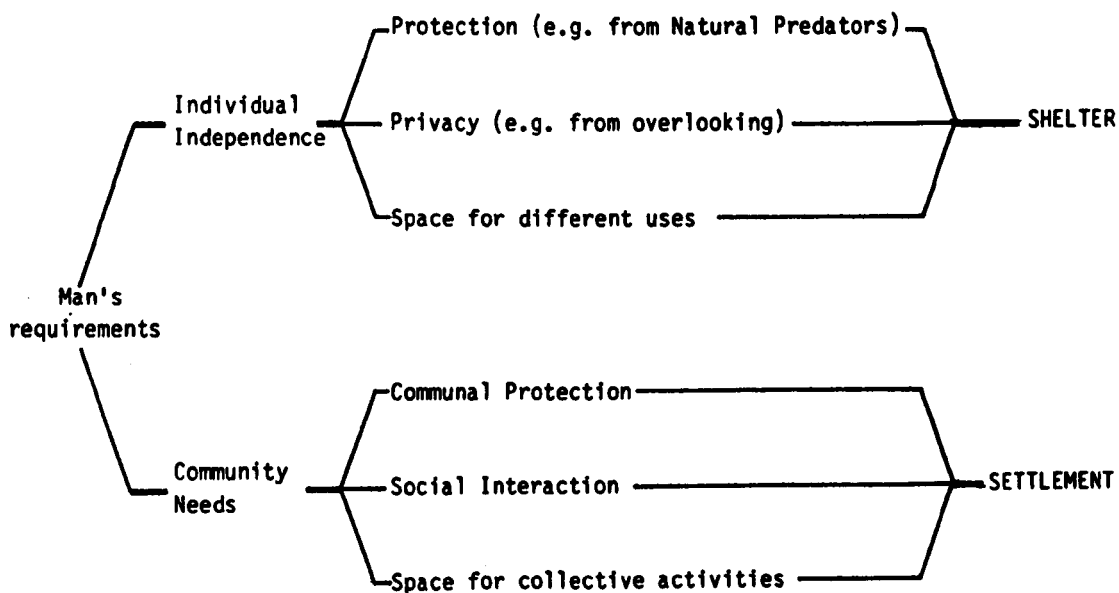 Protection (e.g. from Natural Predators)
Individual
Independence
Privacy (e.g. from overlooking)
SHELTER
Space for different uses
Man's
requirements
Communal Protection
Community
Needs
Social Interaction
SETTLEMENT
Space for collective activities